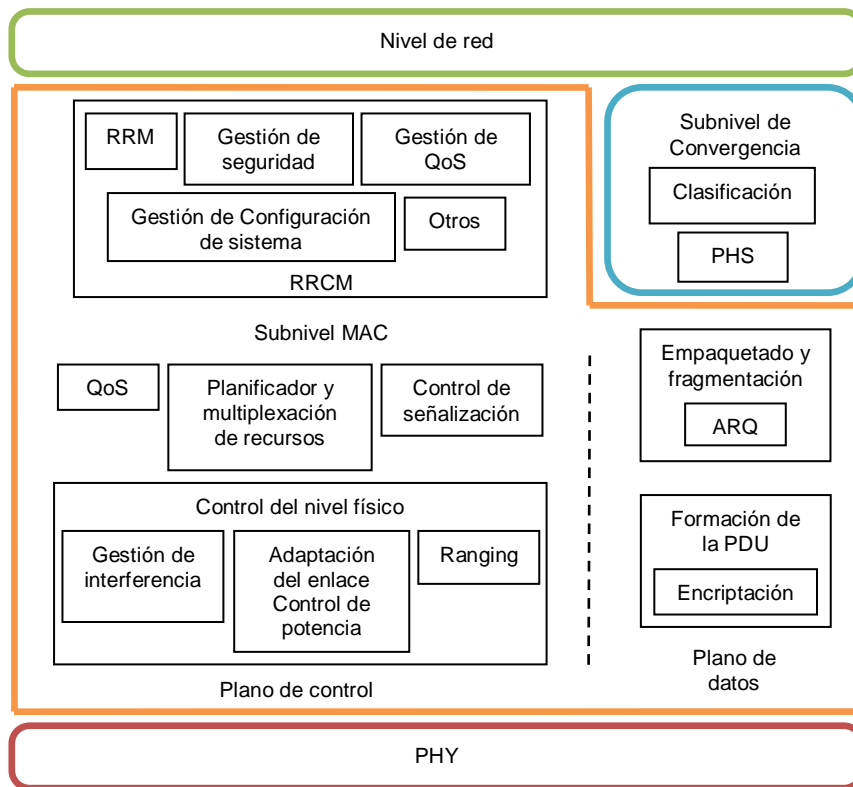 Nivel de red
RRM
Gestión de
seguridad
Gestión de
QoS
Gestión de Configuración
de sistema
Otros
RRCM
Subnivel de
Convergencia
Clasificación
PHS
Subnivel MAC
QoS
Planificador y
multiplexación
de recursos
Control de
señalización
Empaquetado y
fragmentación
ARQ
Control del nivel físico
Gestión de
interferencia
Adaptación
del enlace
Control de
potencia
Ranging
Formación de
la PDU
Encriptación
Plano de control
Plano de
datos
PHY